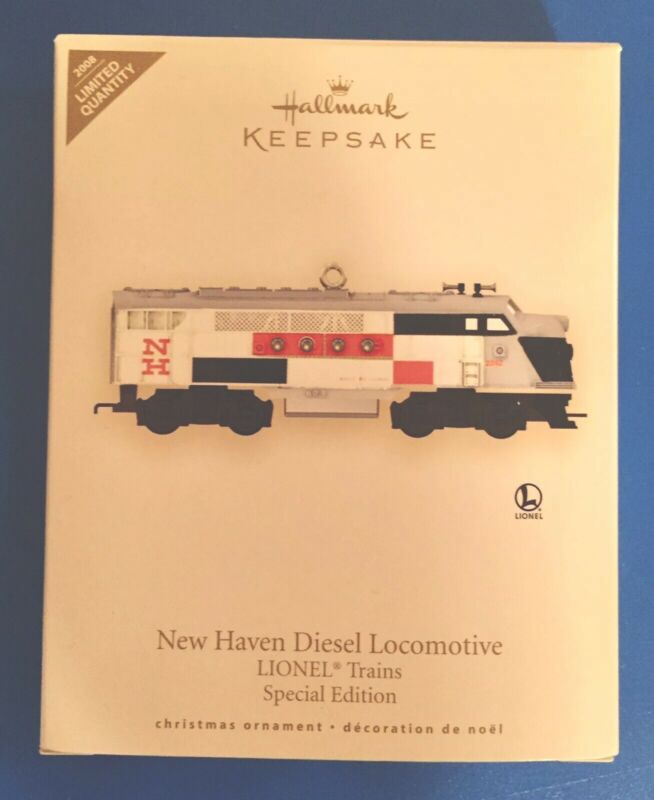 2008
LIMITED
QUANTITY
Hallmark
KEEPSAKE
N
H
LIONEL
New Haven Diesel Locomotive
LIONEL® Trains
Special Edition
christmas ornament • décoration de noël